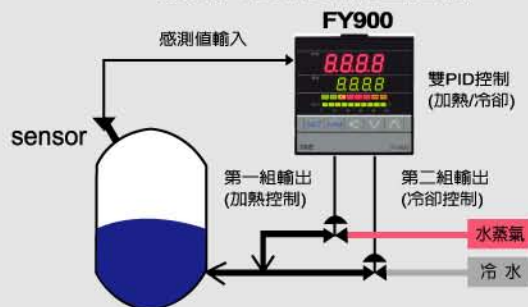 FY900
感測值輸入
8.8.8.8
8.8.8.8
雙PID控制
(加熱/冷卻)
sensor
第一組輸出
(加熱控制)
第二組輸出
(冷卻控制)
水蒸氣
冷 水